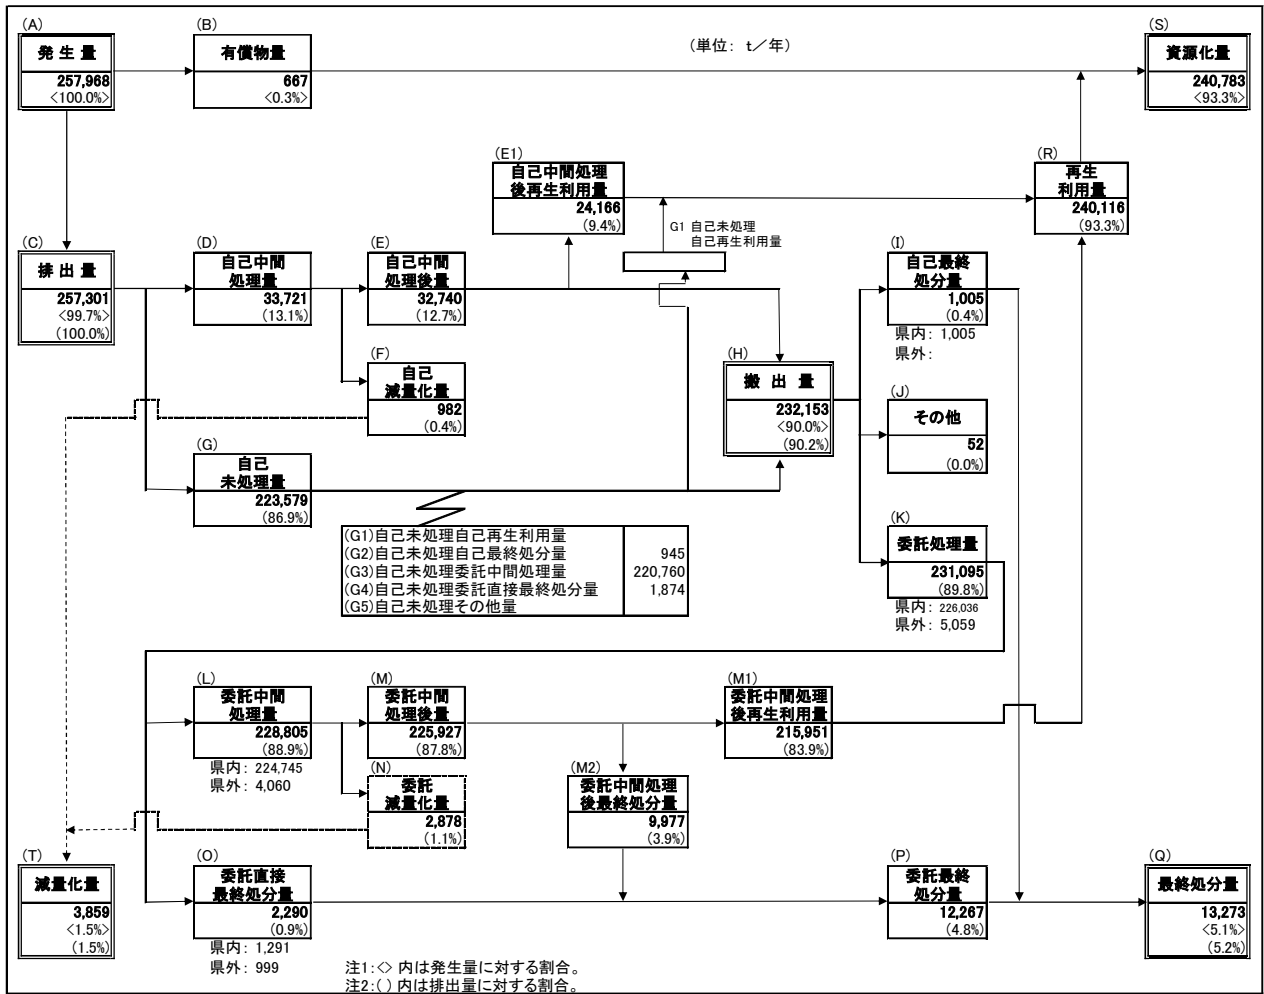 (A)
発生量
257,968
<100.0%>
(B)
有償物量
667
<0.3%>
(単位: t/年)
(S)
資源化量
240,783
<93.3%>
(E1)
自己中間処理
後再生利用量
24,166
(9.4%)
(R)
再生
利用量
240,116
(93.3%)
G1 自己未処理
自己再生利用量
(C)
排出量
257,301
<99.7%>
(100.0%)
(D)
自己中間
処理量
33,721
(13.1%)
(E)
自己中間
処理後量
32,740
(12.7%)
(I)
自己最終
処分量
1,005
(0.4%)
県内: 1,005
県外:
(F)
自己
減量化量
982
(0.4%)
(H)
搬出量
232,153
<90.0%>
(90.2%)
(J)
その他
52
(0.0%)
(G)
自己
未処理量
223,579
(86.9%)
(G1)自己未処理自己再生利用量
(G2)自己未処理自己最終処分量 945
(G3)自己未処理委託中間処理量 220,760
(G4)自己未処理委託直接最終処分量 1,874
(G5)自己未処理その他量
(K)
委託処理量
231,095
(89.8%)
県内: 226,036
県外: 5,059
(L)
委託中間
処理量
228,805
(88.9%)
県内: 224,745
県外: 4,060
(M)
委託中間
処理後量
225,927
(87.8%)
(M1)
委託中間処理
後再生利用量
215,951
(83.9%)
(N)
委託
減量化量
2,878
(1.1%)
(M2)
委託中間処理
後最終処分量
9,977
(3.9%)
(T)
減量化量
3,859
<1.5%>
(1.5%)
(O)
委託直接
最終処分量
2,290
(0.9%)
県内: 1,291
県外: 999
(P)
委託最終
処分量
12,267
(4.8%)
(Q)
最終処分量
13,273
<5.1%>
(5.2%)
注1:<> 内は発生量に対する割合。
注2:( ) 内は排出量に対する割合。